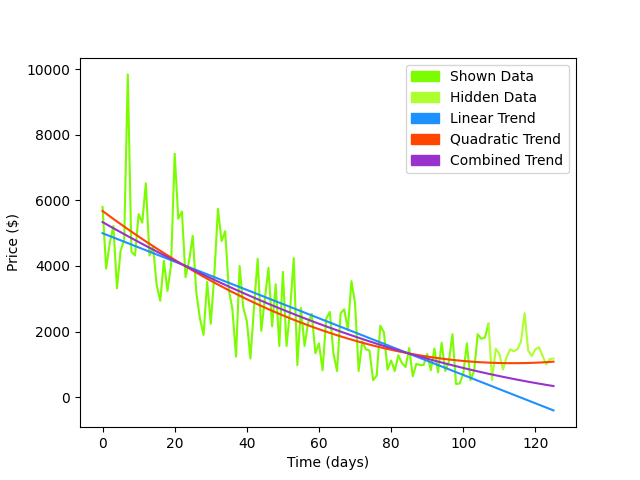 10000
8000
6000
4000
2000
0
Price ($)
0 20 40 60 80 100 120
Time (days)
Shown Data
Hidden Data
Linear Trend
Quadratic Trend
Combined Trend